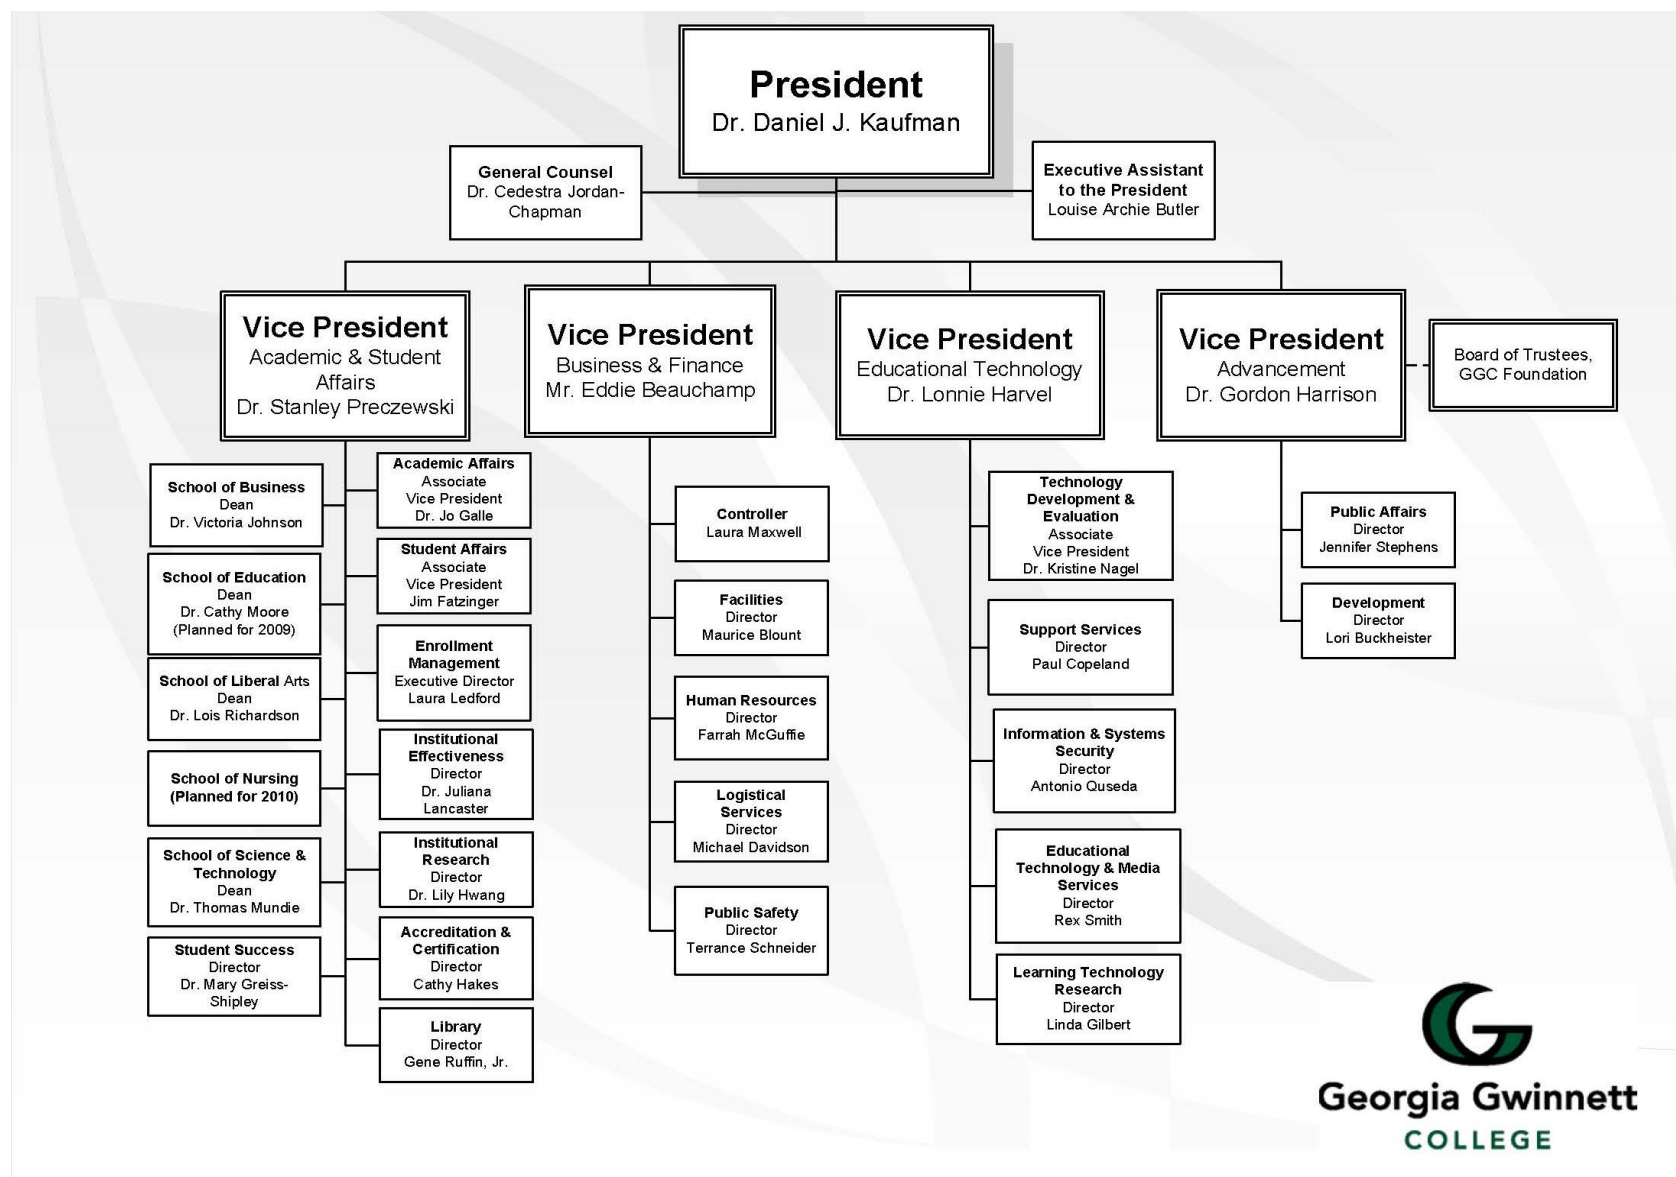 President
Dr. Daniel J. Kaufman
General Counsel
Dr. Cedestra Jordan-
Chapman
Executive Assistant
to the President
Louise Archie Butler
Vice President
Academic & Student
Affairs
Dr. Stanley Preczewski
Vice President
Business & Finance
Mr. Eddie Beauchamp
Vice President
Educational Technology
Dr. Lonnie Harvel
Vice President
Advancement
Dr. Gordon Harrison
Board of Trustees,
GGC Foundation
School of Business
Dean
Dr. Victoria Johnson
School of Education
Dean
Dr. Cathy Moore
(Planned for 2009)
School of Liberal Arts
Dean
Dr. Lois Richardson
School of Nursing
(Planned for 2010)
School of Science &
Technology
Dean
Dr. Thomas Mundie
Student Success
Director
Dr. Mary Greiss-
Shipley
Academic Affairs
Associate
Vice President
Dr. Jo Galle
Student Affairs
Associate
Vice President
Jim Fatzinger
Enrollment
Management
Executive Director
Laura Ledford
Institutional
Effectiveness
Director
Dr. Juliana
Lancaster
Institutional
Research
Director
Dr. Lily Hwang
Accreditation &
Certification
Director
Cathy Hakes
Library
Director
Gene Ruffin, Jr.
Controller
Laura Maxwell
Facilities
Director
Maurice Blount
Human Resources
Director
Farrah McGuffie
Logistical
Services
Director
Michael Davidson
Public Safety
Director
Terrance Schneider
Technology
Development &
Evaluation
Associate
Vice President
Dr. Kristine Nagel
Support Services
Director
Paul Copeland
Information & Systems
Security
Director
Antonio Quseda
Educational
Technology & Media
Services
Director
Rex Smith
Learning Technology
Research
Director
Linda Gilbert
Public Affairs
Director
Jennifer Stephens
Development
Director
Lori Buckheister
Georgia Gwinnett
COLLEGE